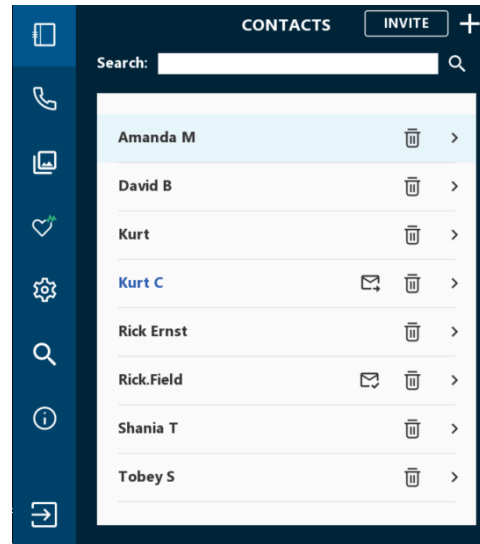 CONTACTS INVITE
Search:
Amanda M
David B
Kurt
Kurt C
Rick Ernst
Rick.Field
Shania T
Tobey S